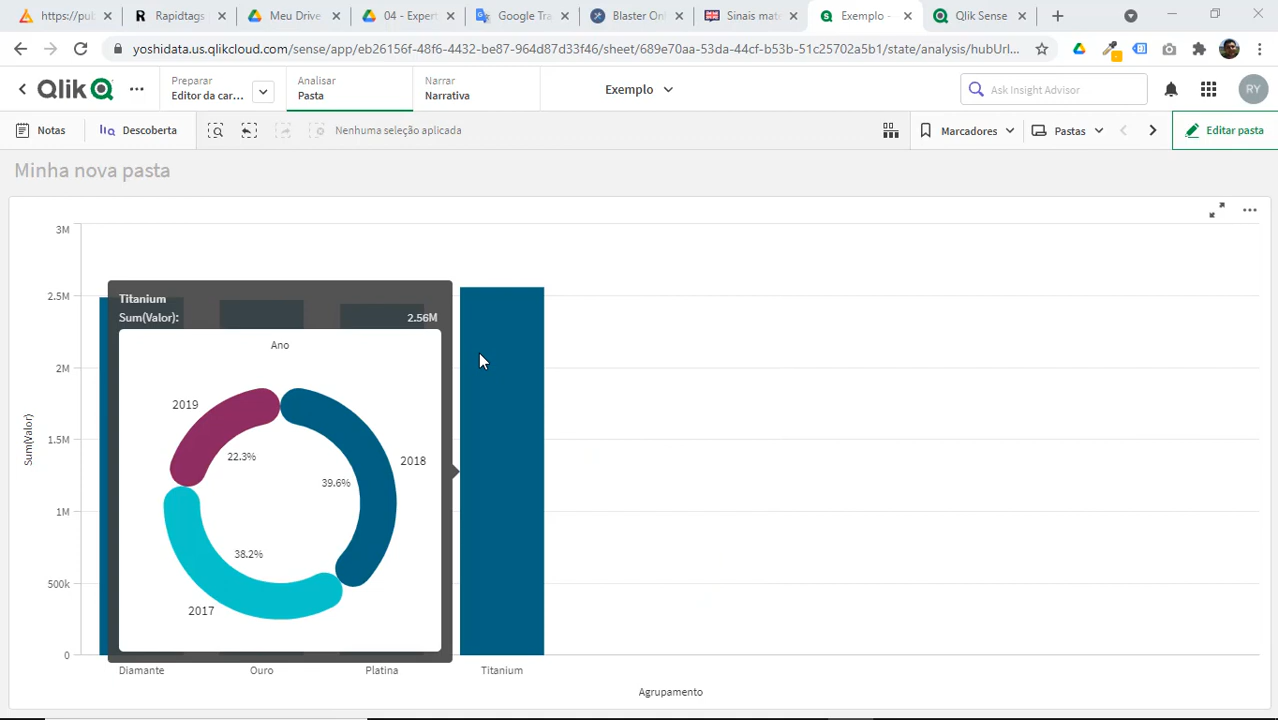 https://pul
Rapidtags
Meu Drive
04 - Expert
Google Tra
Blaster Onl
Sinais mate
Exemplo -
Qlik Sense
yoshidata.us.qlikcloud.com/sense/app/eb26156f-48f6-4432-be87-964d87d33f46/sheet/689e70aa-53da-44cf-b53b-51c25702a5b1/state/analysis/hubUrl...
Qlik
Preparar
Editor da car...
Analisar
Pasta
Narrar
Narrativa
Exemplo
Ask Insight Advisor
RY
Notas
Descoberta
Nenhuma seleção aplicada
Marcadores
Pastas
Editar pasta
Minha nova pasta
3M
2.5M
2M
1.5M
1M
500k
0
Sum(Valor)
Titanium
Sum(Valor): 2.56M
Ano
2019
22.3%
2018
39.6%
38.2%
2017
Diamante
Ouro
Platina
Titanium
Agrupamento